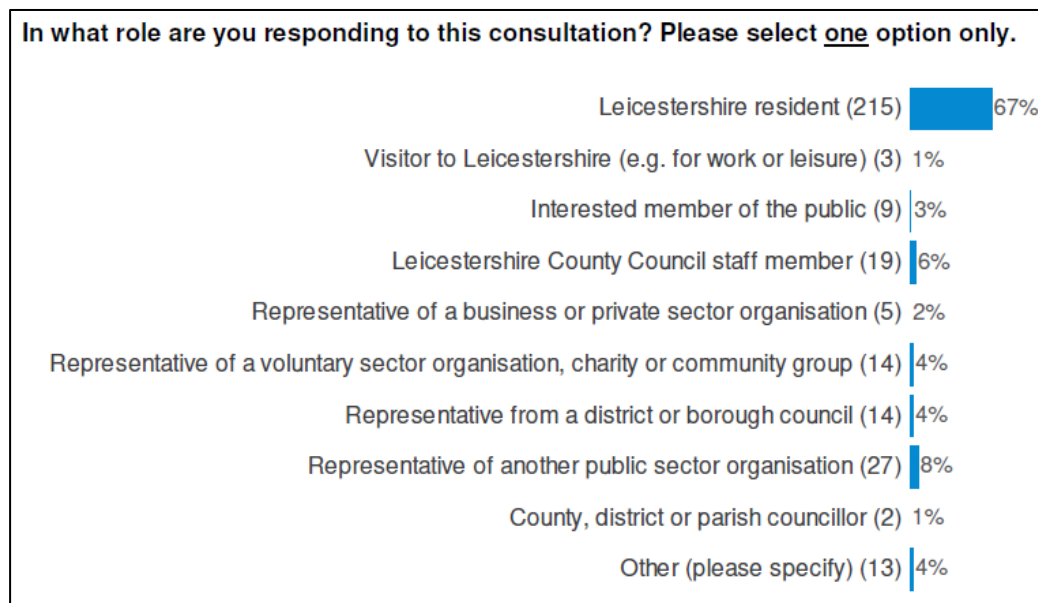 In what role are you responding to this consultation? Please select one option only.
Leicestershire resident (215) 67%
Visitor to Leicestershire (e.g. for work or leisure) (3) 1%
Interested member of the public (9) 3%
Leicestershire County Council staff member (19) 6%
Representative of a business or private sector organisation (5) 2%
Representative of a voluntary sector organisation, charity or community group (14) 4%
Representative from a district or borough council (14) 4%
Representative of another public sector organisation (27) 8%
County, district or parish councillor (2) 1%
Other (please specify) (13) 4%